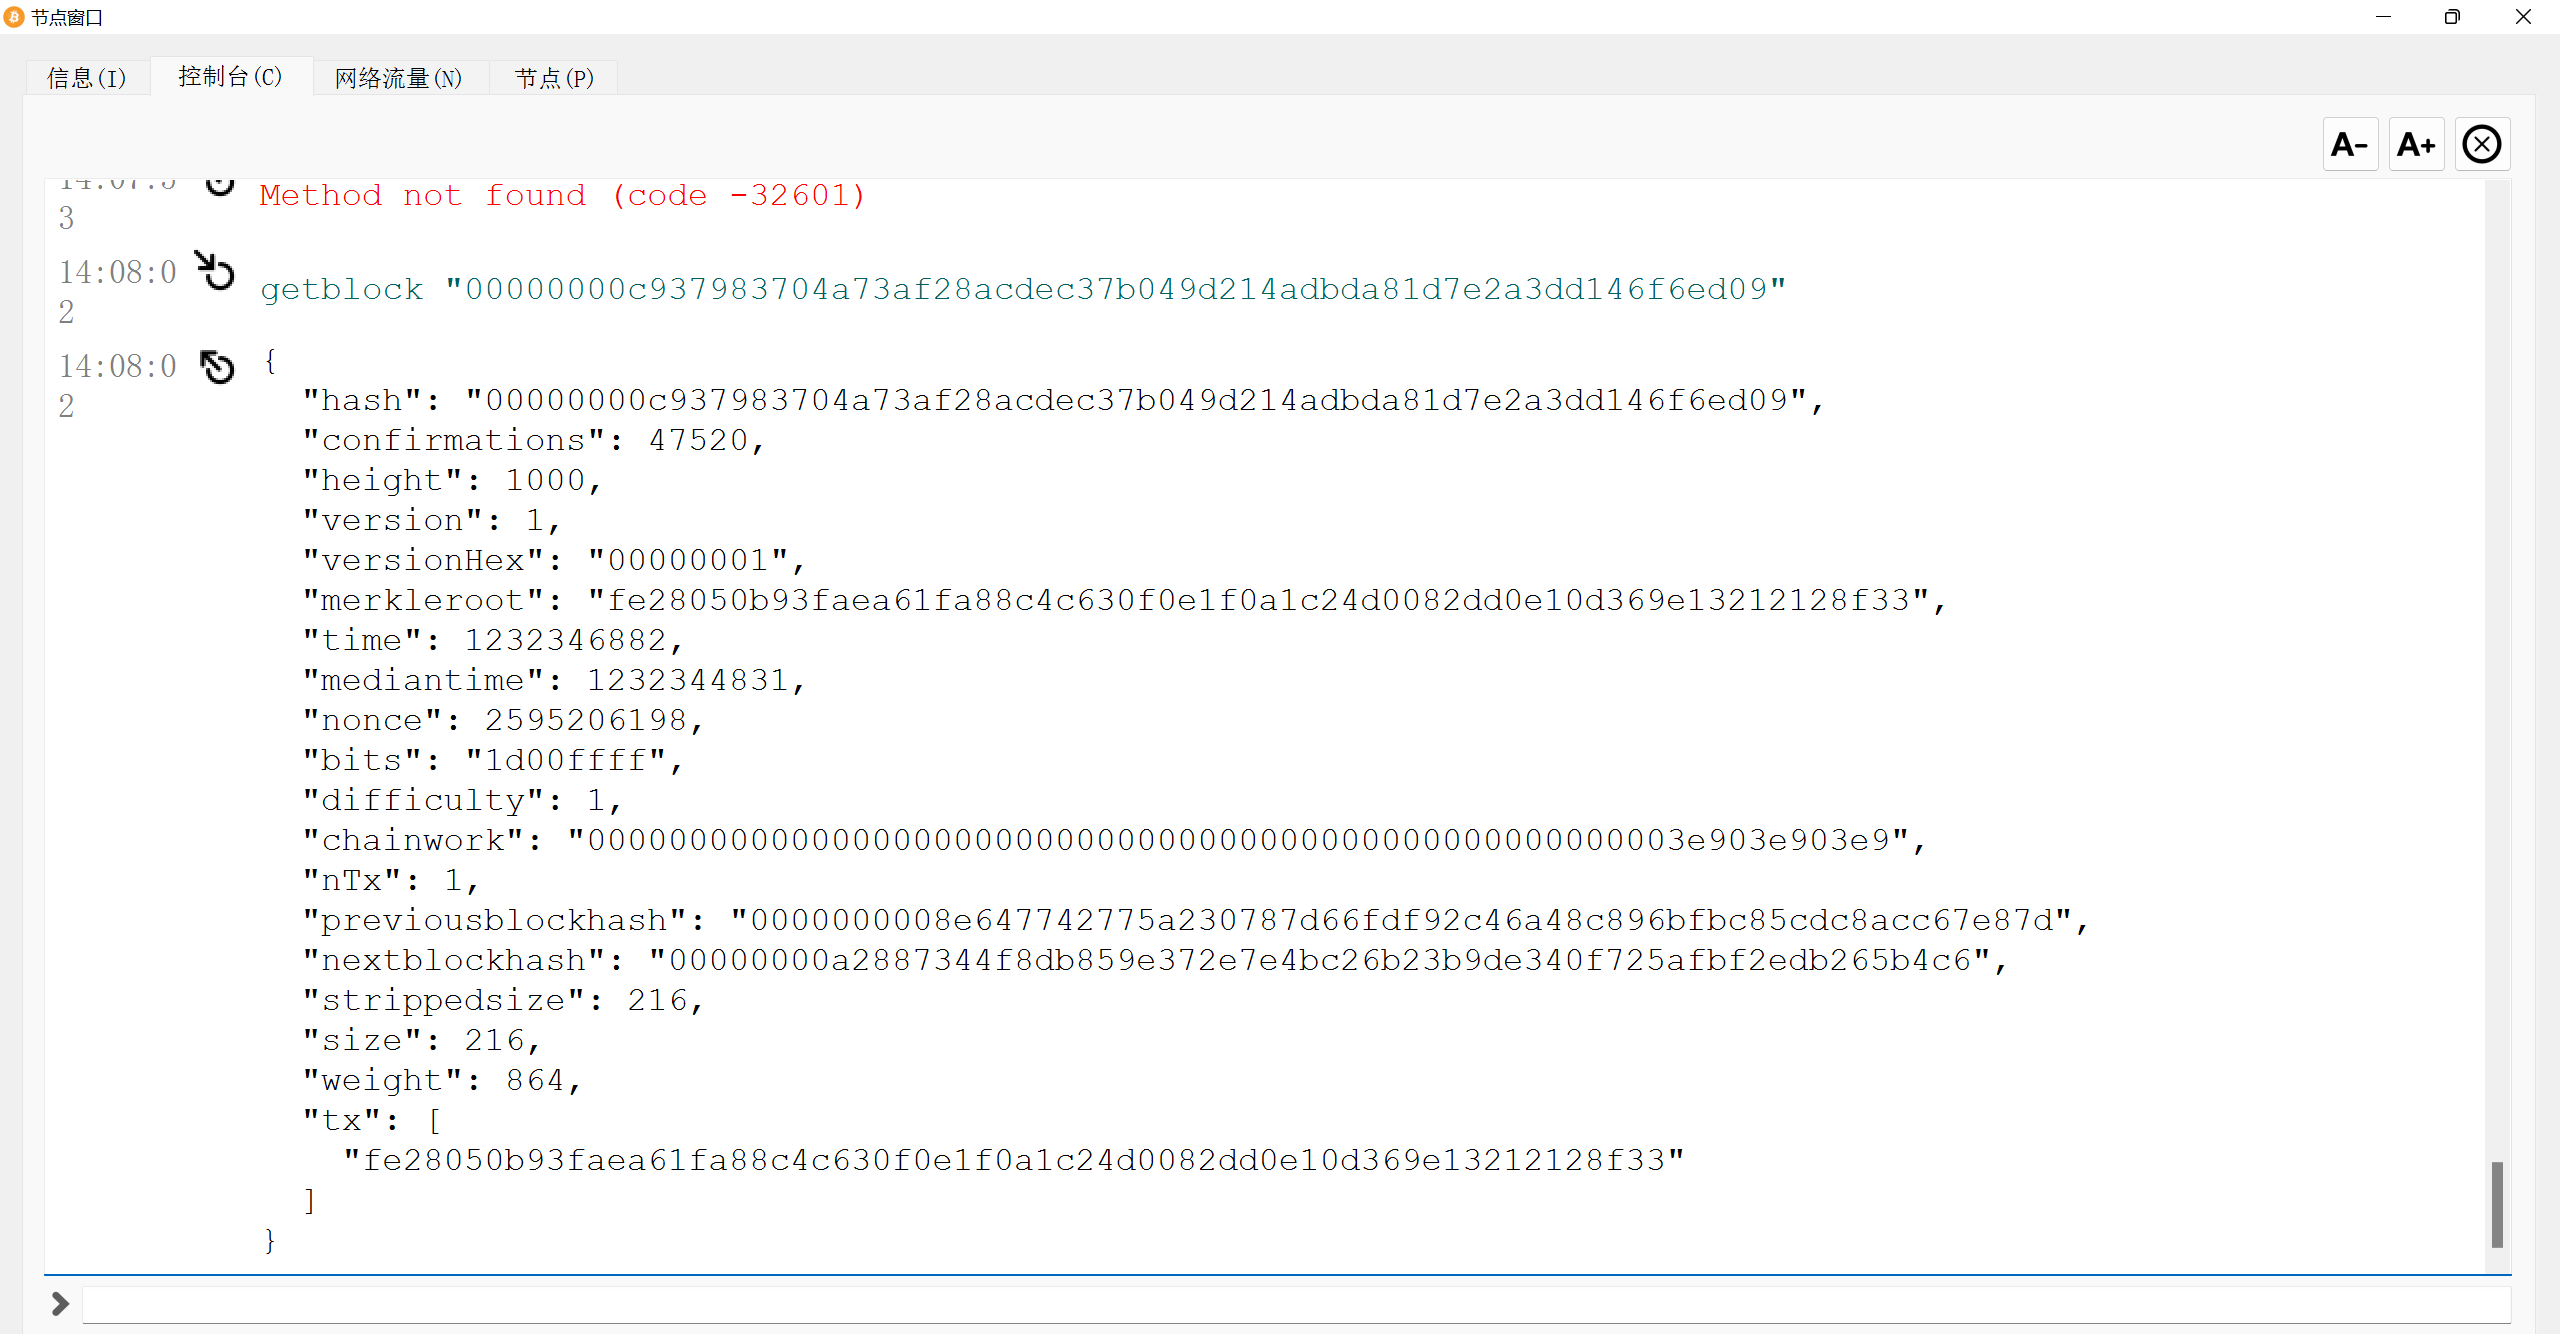 节点窗口
信息(I) 控制台(C) 网络流量(N) 节点(P)
A- A+
14:07:5
3
Method not found (code -32601)
14:08:0
2
getblock "00000000c937983704a73af28acdec37b049d214adbda81d7e2a3dd146f6ed09"
14:08:0
2
{
"hash": "00000000c937983704a73af28acdec37b049d214adbda81d7e2a3dd146f6ed09",
"confirmations": 47520,
"height": 1000,
"version": 1,
"versionHex": "00000001",
"merkleroot": "fe28050b93faea61fa88c4c630f0e1f0a1c24d0082dd0e10d369e13212128f33",
"time": 1232346882,
"mediantime": 1232344831,
"nonce": 2595206198,
"bits": "1d00ffff",
"difficulty": 1,
"chainwork": "000000000000000000000000000000000000000000000000000003e903e903e9",
"nTx": 1,
"previousblockhash": "0000000008e647742775a230787d66fdf92c46a48c896bfbc85cdc8acc67e87d",
"nextblockhash": "00000000a2887344f8db859e372e7e4bc26b23b9de340f725afbf2edb265b4c6",
"strippedsize": 216,
"size": 216,
"weight": 864,
"tx": [
"fe28050b93faea61fa88c4c630f0e1f0a1c24d0082dd0e10d369e13212128f33"
]
}